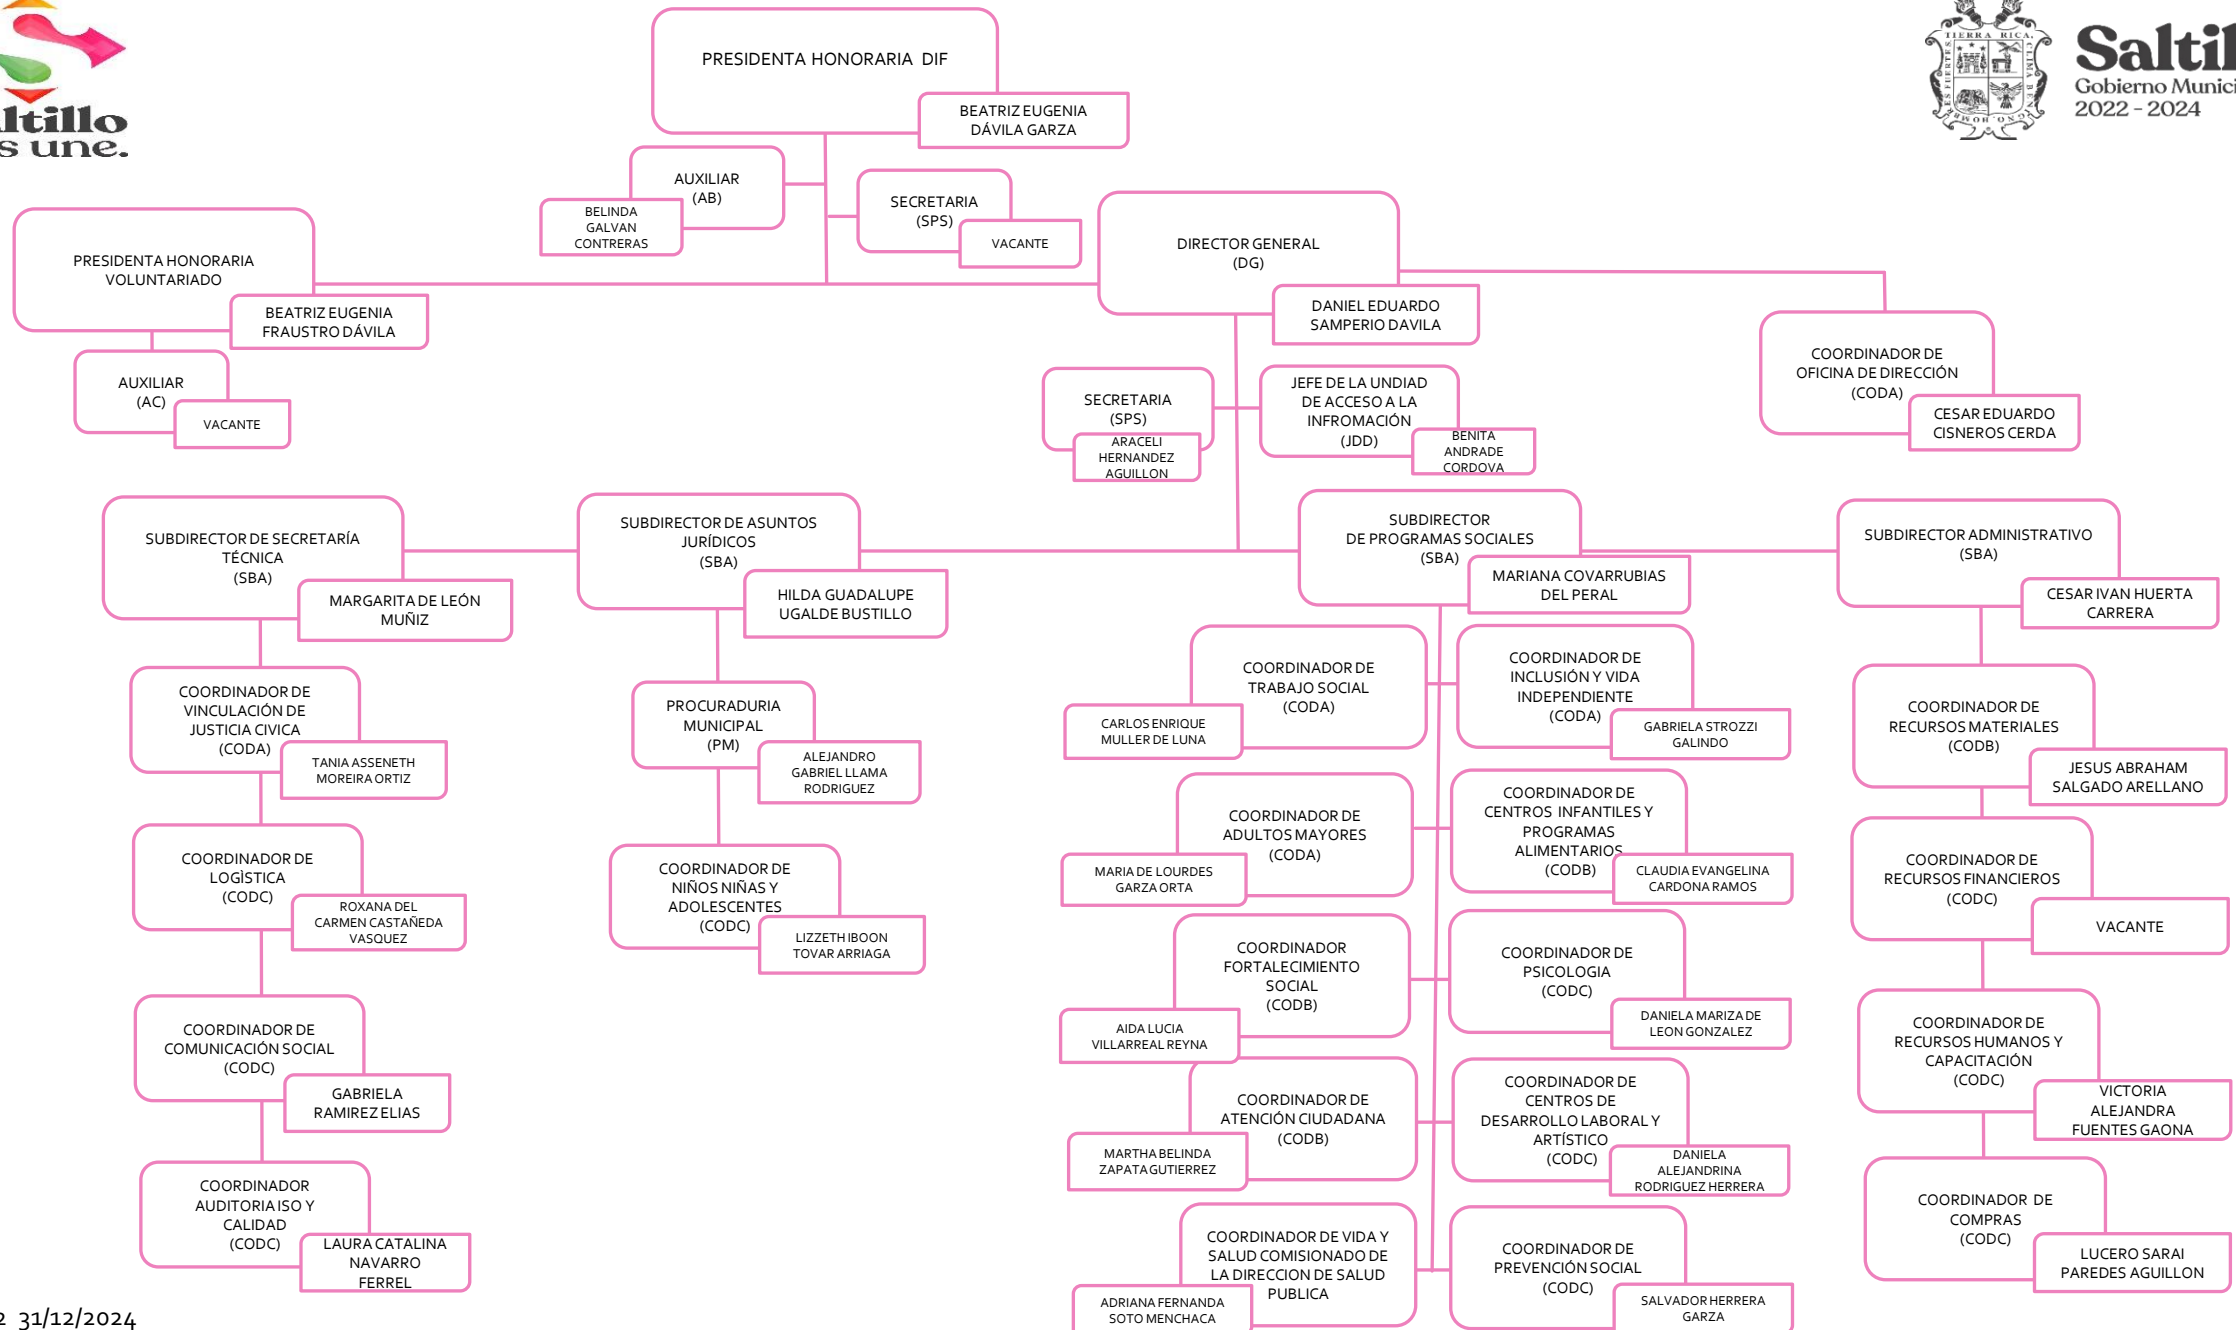 PRESIDENTA HONORARIA DIF
BEATRIZ EUGENIA
DÁVILA GARZA
TIERRA RICA
Gobierno Munici
2022 - 2024
AUXILIAR
(AB)
BELINDA
GALVAN
CONTRERAS
SECRETARIA
(SPS)
VACANTE
PRESIDENTA HONORARIA
VOLUNTARIADO
BEATRIZ EUGENIA
FRAUSTRO DÁVILA
AUXILIAR
(AC)
VACANTE
DIRECTOR GENERAL
(DG)
DANIEL EDUARDO
SAMPERIO DAVILA
SECRETARIA
(SPS)
ARACELI
HERNANDEZ
AGUILLON
JEFE DE LA UNDIAD
DE ACCESO A LA
INFROMACIÓN
(JDD)
BENITA
ANDRADE
CORDOVA
COORDINADOR DE
OFICINA DE DIRECCIÓN
(CODA)
CESAR EDUARDO
CISNEROS CERDA
SUBDIRECTOR DE SECRETARÍA
TÉCNICA
(SBA)
MARGARITA DE LEÓN
MUÑIZ
COORDINADOR DE
VINCULACIÓN DE
JUSTICIA CIVICA
(CODA)
TANIA ASSENETH
MOREIRA ORTIZ
COORDINADOR DE
LOGÌSTICA
(CODC)
ROXANA DEL
CARMEN CASTAÑEDA
VASQUEZ
COORDINADOR DE
COMUNICACIÓN SOCIAL
(CODC)
GABRIELA
RAMIREZ ELIAS
COORDINADOR
AUDITORIA ISO Y
CALIDAD
(CODC)
LAURA CATALINA
NAVARRO
FERREL
SUBDIRECTOR DE ASUNTOS
JURÍDICOS
(SBA)
HILDA GUADALUPE
UGALDE BUSTILLO
PROCURADURIA
MUNICIPAL
(PM)
ALEJANDRO
GABRIEL LLAMA
RODRIGUEZ
COORDINADOR DE
NIÑOS NIÑAS Y
ADOLESCENTES
(CODC)
LIZZETH IBOON
TOVAR ARRIAGA
SUBDIRECTOR
DE PROGRAMAS SOCIALES
(SBA)
MARIANA COVARRUBIAS
DEL PERAL
COORDINADOR DE
TRABAJO SOCIAL
(CODA)
CARLOS ENRIQUE
MULLER DE LUNA
COORDINADOR DE
INCLUSIÓN Y VIDA
INDEPENDIENTE
(CODA)
GABRIELA STROZZI
GALINDO
COORDINADOR DE
ADULTOS MAYORES
(CODA)
MARIA DE LOURDES
GARZA ORTA
COORDINADOR DE
CENTROS INFANTILES Y
PROGRAMAS
ALIMENTARIOS
(CODB)
CLAUDIA EVANGELINA
CARDONA RAMOS
COORDINADOR
FORTALECIMIENTO
SOCIAL
(CODB)
AIDA LUCIA
VILLARREAL REYNA
COORDINADOR DE
PSICOLOGIA
(CODC)
DANIELA MARIZA DE
LEON GONZALEZ
COORDINADOR DE
ATENCIÓN CIUDADANA
(CODB)
MARTHA BELINDA
ZAPATA GUTIERREZ
COORDINADOR DE
CENTROS DE
DESARROLLO LABORAL Y
ARTÍSTICO
(CODC)
DANIELA
ALEJANDRINA
RODRIGUEZ HERRERA
COORDINADOR DE VIDA Y
SALUD COMISIONADO DE
LA DIRECCION DE SALUD
PUBLICA
ADRIANA FERNANDA
SOTO MENCHACA
COORDINADOR DE
PREVENCIÓN SOCIAL
(CODC)
SALVADOR HERRERA
GARZA
SUBDIRECTOR ADMINISTRATIVO
(SBA)
CESAR IVAN HUERTA
CARRERA
COORDINADOR DE
RECURSOS MATERIALES
(CODB)
JESUS ABRAHAM
SALGADO ARELLANO
COORDINADOR DE
RECURSOS FINANCIEROS
(CODC)
VACANTE
COORDINADOR DE
RECURSOS HUMANOS Y
CAPACITACIÓN
(CODC)
VICTORIA
ALEJANDRA
FUENTES GAONA
COORDINADOR DE
COMPRAS
(CODC)
LUCERO SARAI
PAREDES AGUILLON
31/12/2024
ltillo
s une.
Saltil